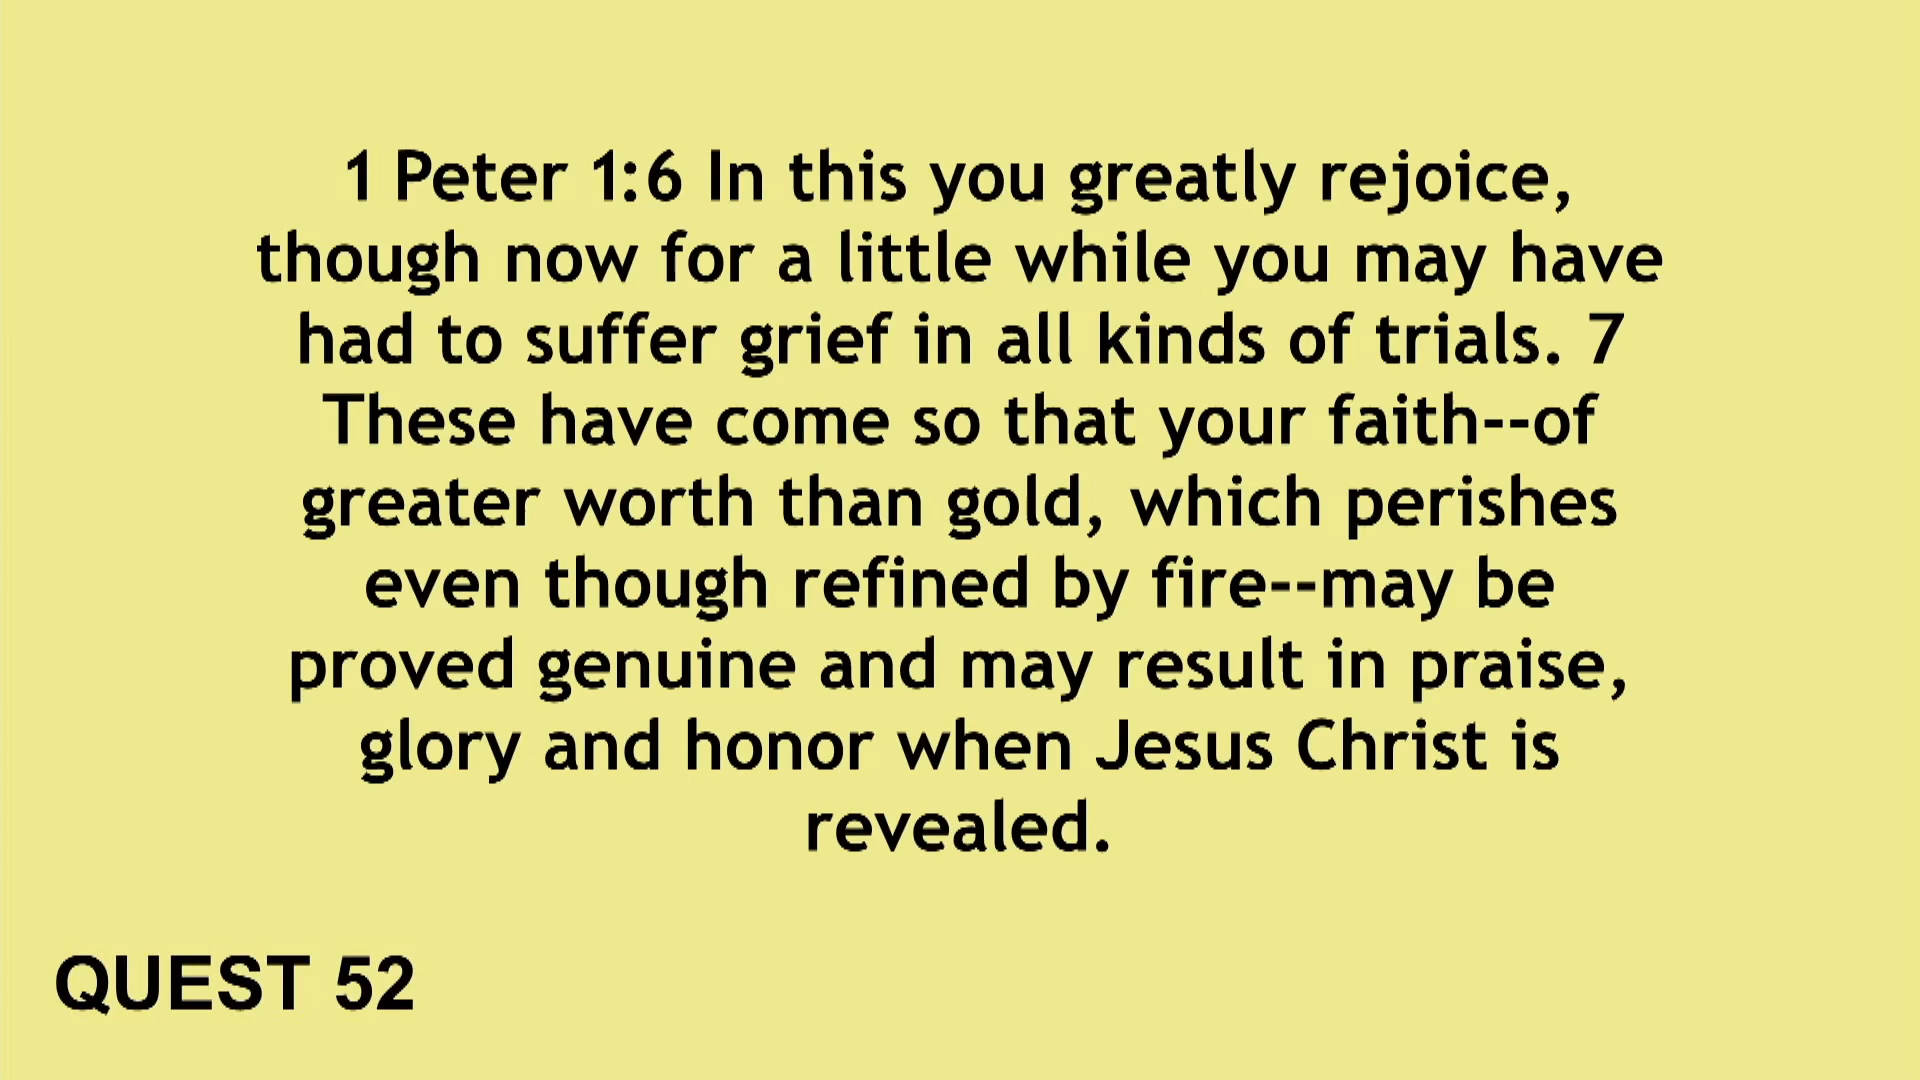 1 Peter 1:6 In this you greatly rejoice,
though now for a little while you may have
had to suffer grief in all kinds of trials. 7
These have come so that your faith--of
greater worth than gold, which perishes
even though refined by fire--may be
proved genuine and may result in praise,
glory and honor when Jesus Christ is
revealed.
QUEST 52